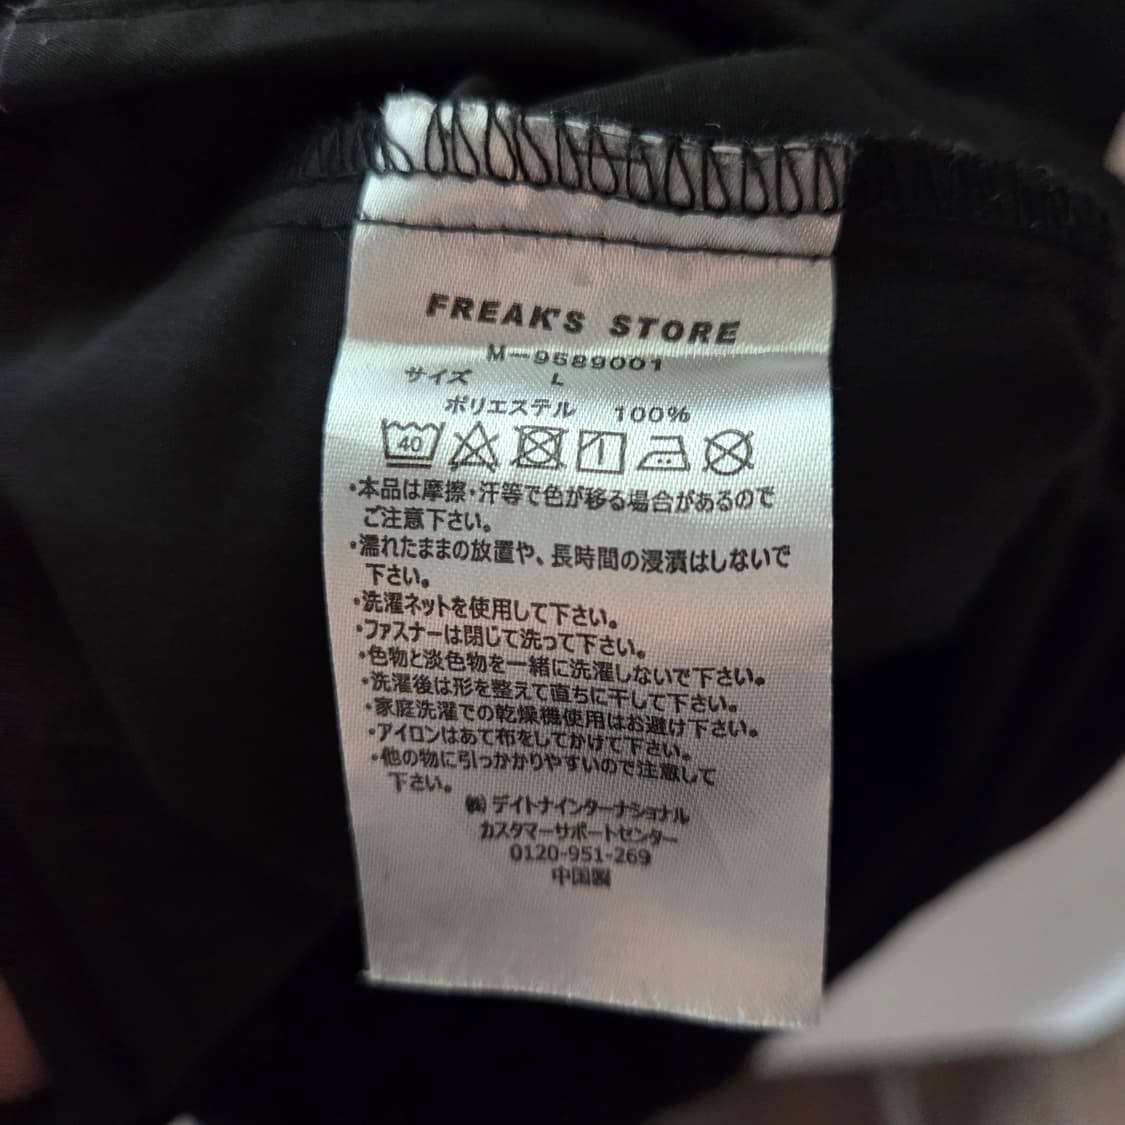 FREAK'S STORE
M-9589001
サイズ L
ポリエステル 100%
40
・本品は摩擦・汗等で色が移る場合があるので
ご注意下さい。
・濡れたままの放置や、長時間の浸漬はしないで
下さい。
・洗濯ネットを使用して下さい。
・ファスナーは閉じて洗って下さい。
・色物と淡色物を一緒に洗濯しないで下さい。
・洗濯後は形を整えて直ちに干して下さい。
・家庭洗濯での乾燥機使用はお避け下さい。
・アイロンはあて布をしてかけて下さい。
・他の物に引っかかりやすいので注意して
下さい。
㈱デイトナインターナショナル
カスタマーサポートセンター
0120-951-269
中国製